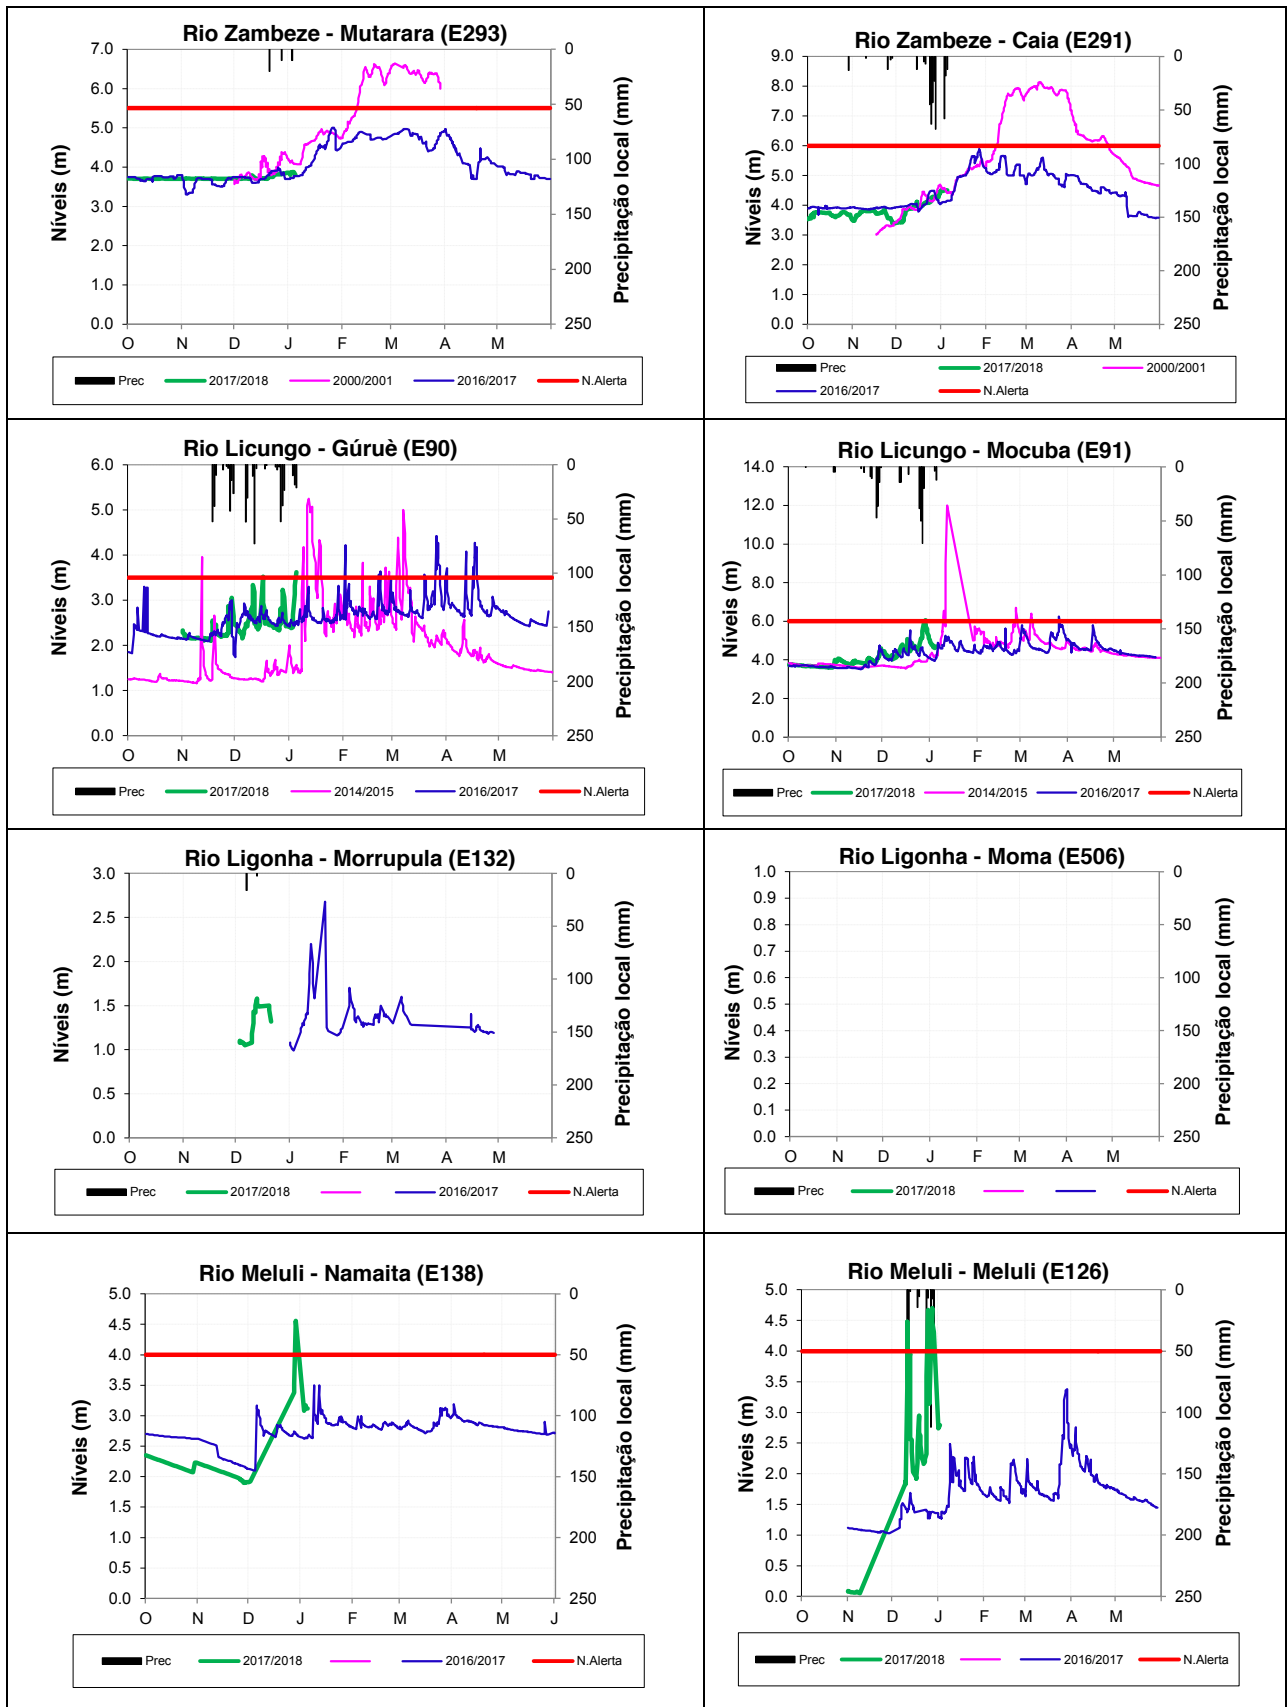 Rio Zambeze - Mutarara (E293)
Níveis (m)
7.0
6.0
5.0
4.0
3.0
2.0
1.0
0.0
0
50
100
150
200
250
Precipitação local (mm)
O N D J F M A M
Prec 2017/2018 2000/2001 2016/2017 N.Alerta
Rio Zambeze - Caia (E291)
Níveis (m)
9.0
8.0
7.0
6.0
5.0
4.0
3.0
2.0
1.0
0.0
0
50
100
150
200
250
Precipitação local (mm)
O N D J F M A M
Prec 2017/2018 2000/2001
2016/2017 N.Alerta
Rio Licungo - Gúruè (E90)
Níveis (m)
6.0
5.0
4.0
3.0
2.0
1.0
0.0
0
50
100
150
200
250
Precipitação local (mm)
O N D J F M A M
Prec 2017/2018 2014/2015 2016/2017 N.Alerta
Rio Licungo - Mocuba (E91)
Níveis (m)
14.0
12.0
10.0
8.0
6.0
4.0
2.0
0.0
0
50
100
150
200
250
Precipitação local (mm)
O N D J F M A M
Prec 2017/2018 2014/2015 2016/2017 N.Alerta
Rio Ligonha - Morrupula (E132)
Níveis (m)
3.0
2.5
2.0
1.5
1.0
0.5
0.0
0
50
100
150
200
250
Precipitação local (mm)
O N D J F M A M
Prec 2017/2018 2016/2017 N.Alerta
Rio Ligonha - Moma (E506)
Níveis (m)
1.0
0.9
0.8
0.7
0.6
0.5
0.4
0.3
0.2
0.1
0.0
0
50
100
150
200
250
Precipitação local (mm)
O N D J F M A M
Prec 2017/2018 N.Alerta
Rio Meluli - Namaita (E138)
Níveis (m)
5.0
4.5
4.0
3.5
3.0
2.5
2.0
1.5
1.0
0.5
0.0
0
50
100
150
200
250
Precipitação local (mm)
O N D J F M A M J
Prec 2017/2018 2016/2017 N.Alerta
Rio Meluli - Meluli (E126)
Níveis (m)
5.0
4.5
4.0
3.5
3.0
2.5
2.0
1.5
1.0
0.5
0.0
0
50
100
150
200
250
Precipitação local (mm)
O N D J F M A M
Prec 2017/2018 2016/2017 N.Alerta